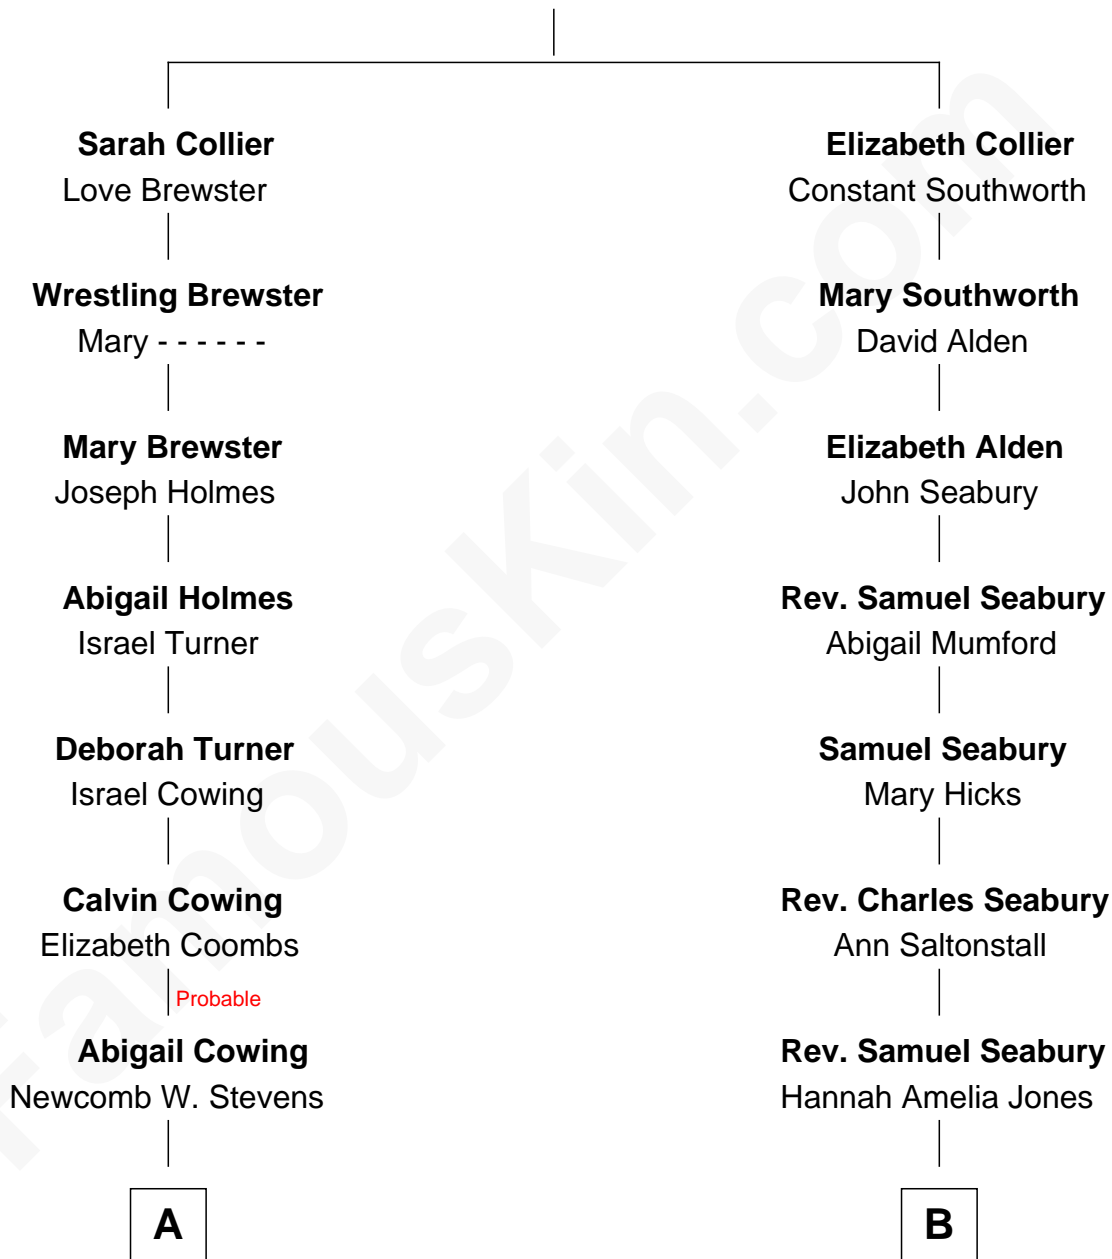 Sarah Collier
Love Brewster
Elizabeth Collier
Constant Southworth
Wrestling Brewster
Mary - - - - - -
Mary Southworth
David Alden
Mary Brewster
Joseph Holmes
Elizabeth Alden
John Seabury
Abigail Holmes
Israel Turner
Rev. Samuel Seabury
Abigail Mumford
Deborah Turner
Israel Cowing
Samuel Seabury
Mary Hicks
Calvin Cowing
Elizabeth Coombs
Rev. Charles Seabury
Ann Saltonstall
Probable
Abigail Cowing
Newcomb W. Stevens
Rev. Samuel Seabury
Hannah Amelia Jones
A
B
FamousKin.com